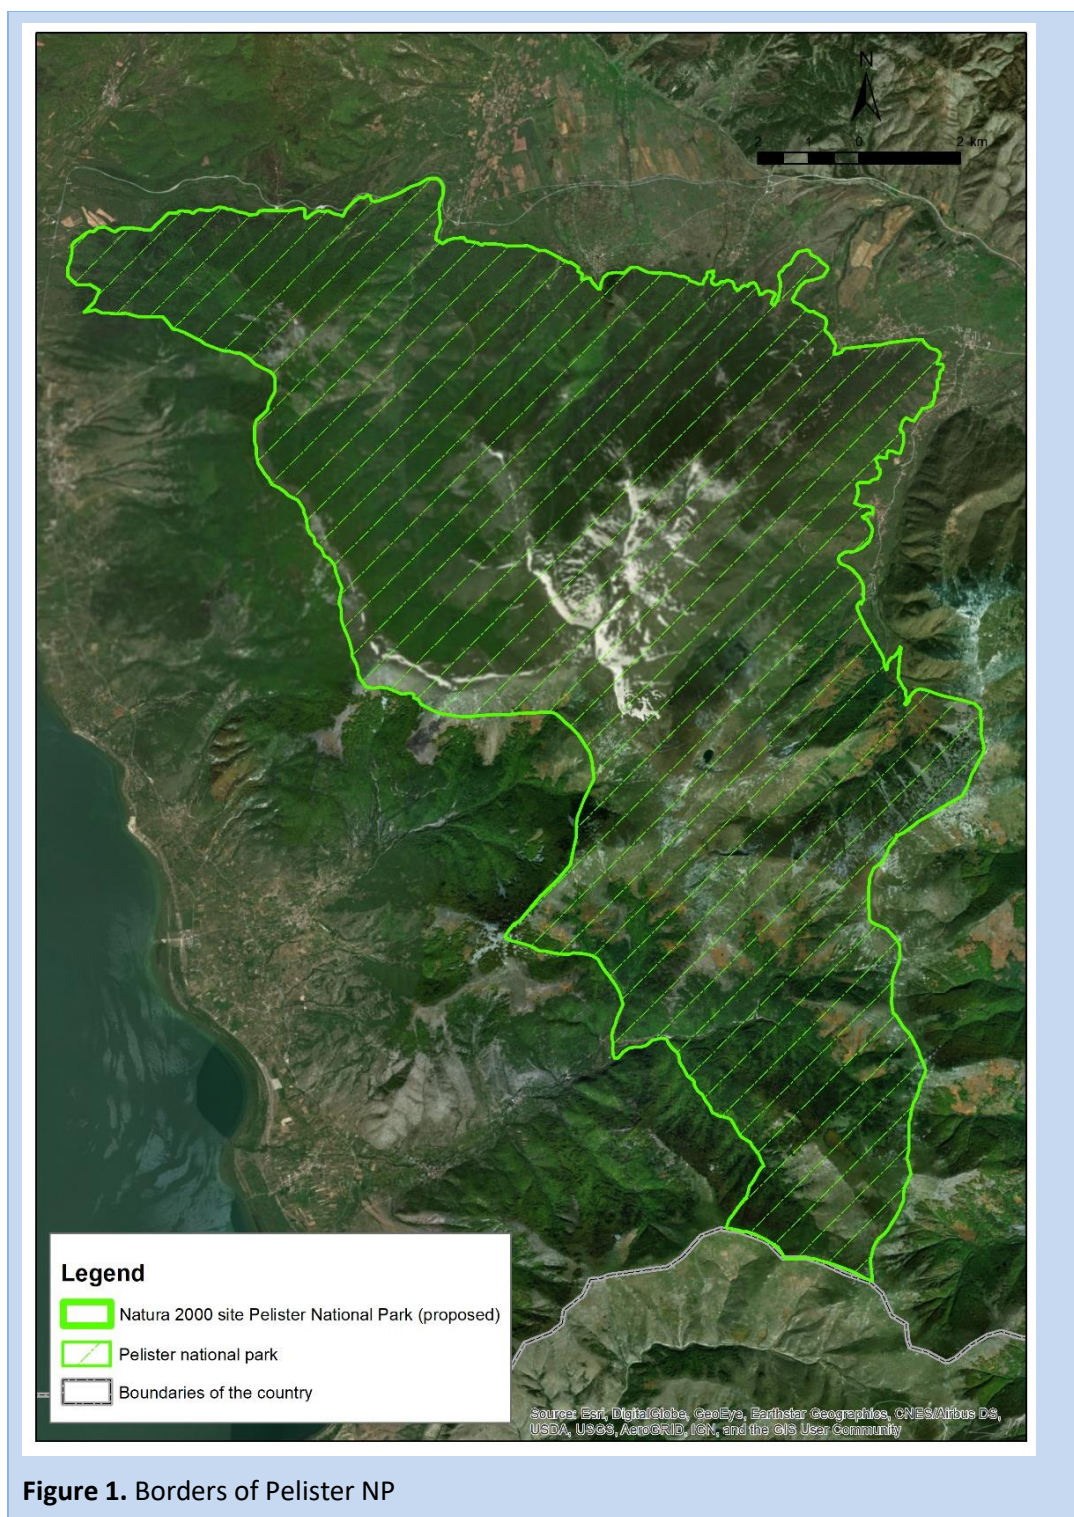 N
2 1 0 2 km
Legend
Natura 2000 site Pelister National Park (proposed)
Pelister national park
Boundaries of the country
Source: Esri, DigitalGlobe, GeoEye, Earthstar Geographics, CNES/Airbus DS,
USDA, USGS, AeroGRID, IGN, and the GIS User Community
Figure 1. Borders of Pelister NP